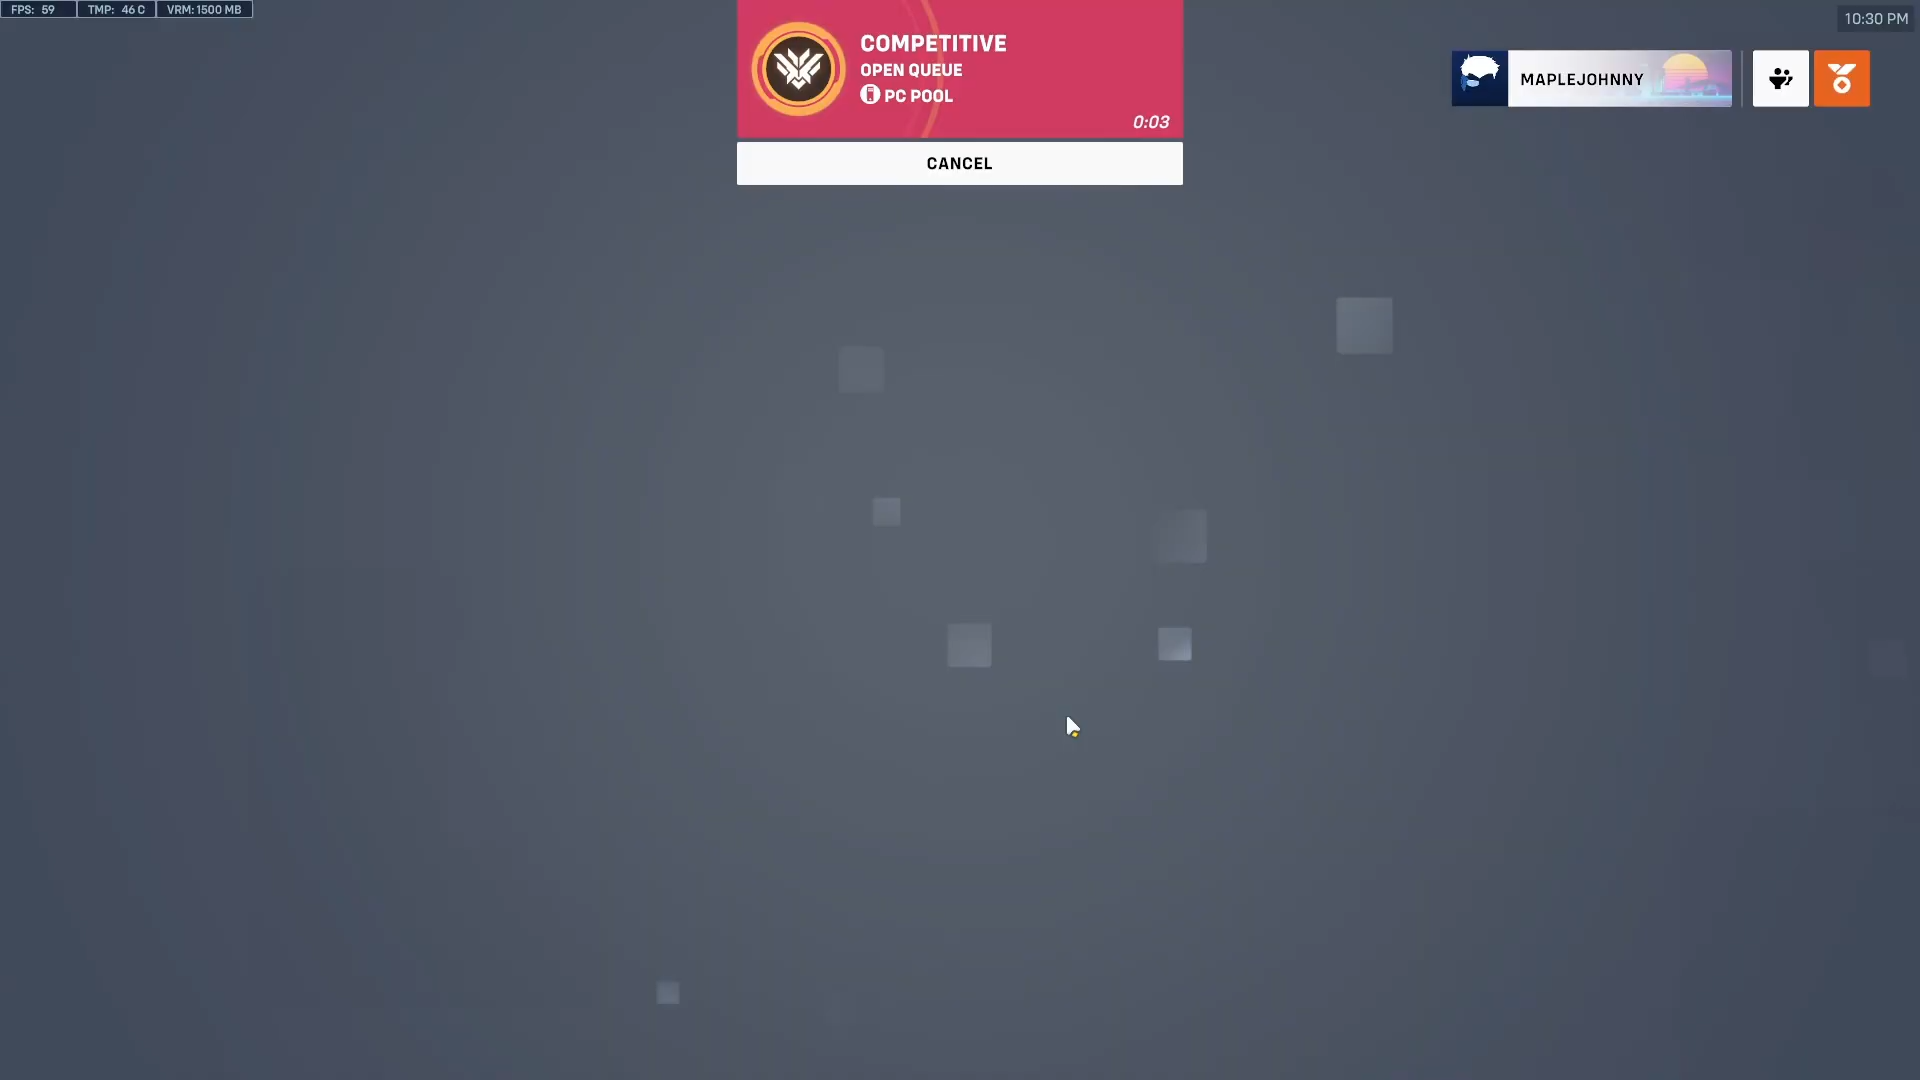 FPS: 59 TMP: 46 C VRM: 1500 MB
10:30 PM
COMPETITIVE
OPEN QUEUE
PC POOL
0:03
CANCEL
MAPLEJOHNNY